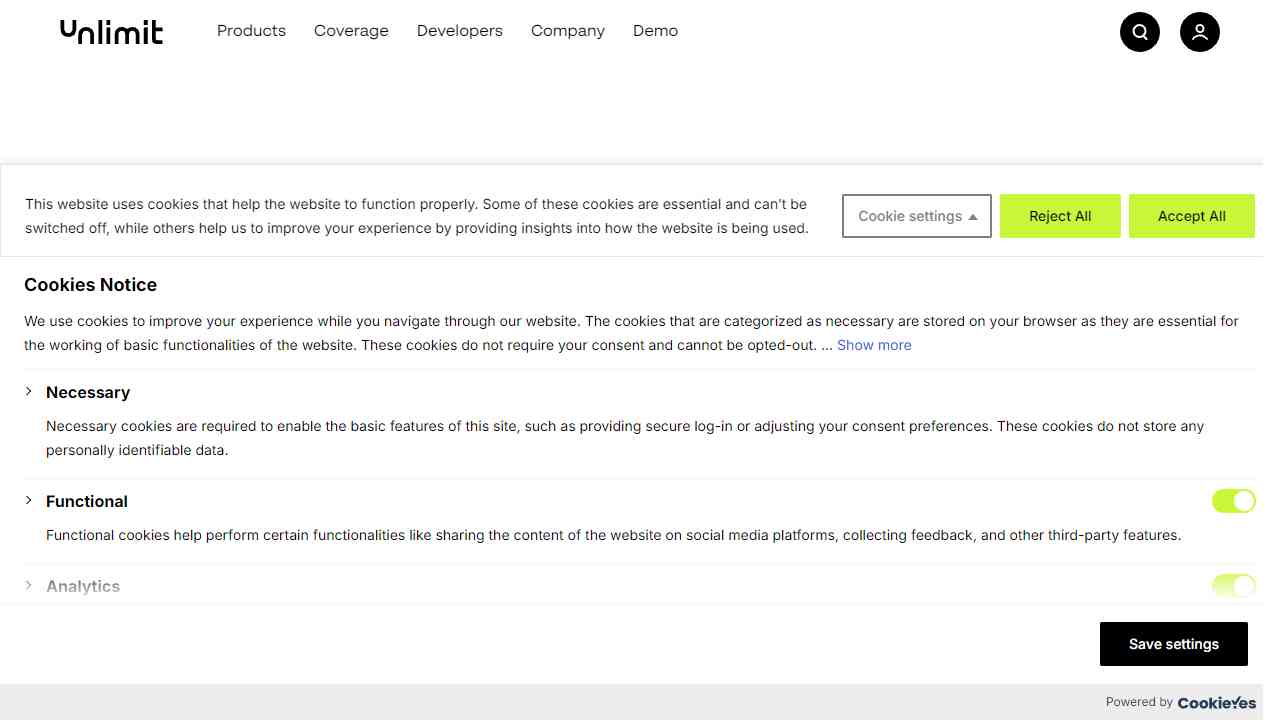 Unlimit
Products Coverage Developers Company Demo
This website uses cookies that help the website to function properly. Some of these cookies are essential and can't be
switched off, while others help us to improve your experience by providing insights into how the website is being used.
Cookie settings
Reject All
Accept All
Cookies Notice
We use cookies to improve your experience while you navigate through our website. The cookies that are categorized as necessary are stored on your browser as they are essential for
the working of basic functionalities of the website. These cookies do not require your consent and cannot be opted-out. ... Show more
Necessary
Necessary cookies are required to enable the basic features of this site, such as providing secure log-in or adjusting your consent preferences. These cookies do not store any
personally identifiable data.
Functional
Functional cookies help perform certain functionalities like sharing the content of the website on social media platforms, collecting feedback, and other third-party features.
Analytics
Save settings
Powered by CookieYes